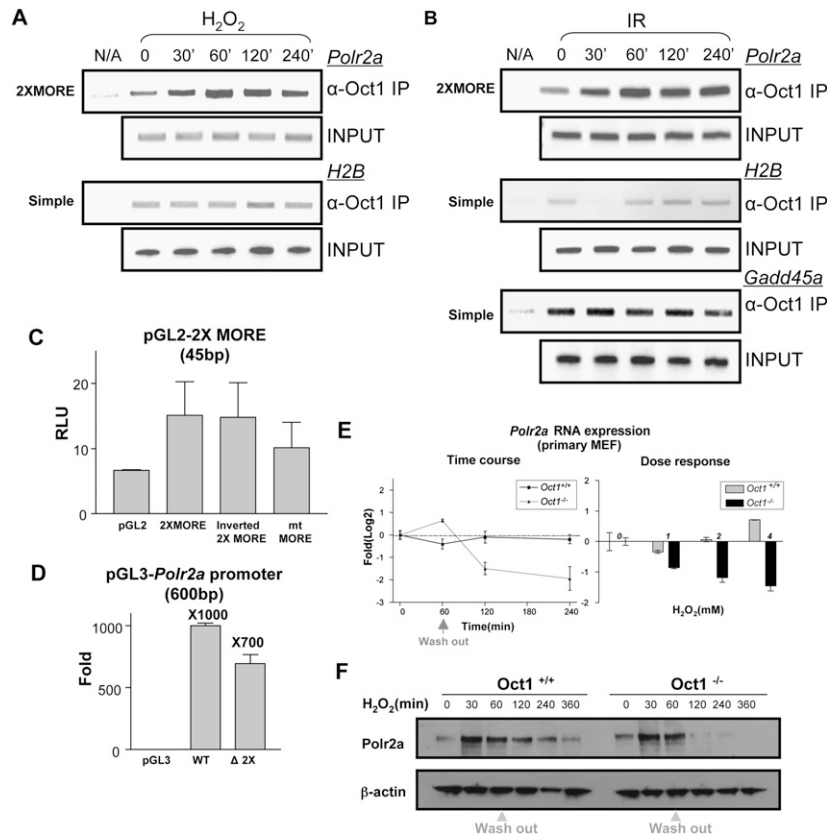 A
H2O2
N/A 0 30' 60' 120' 240' Polr2a
2XMORE α-Oct1 IP
INPUT
H2B
Simple α-Oct1 IP
INPUT
B
IR
N/A 0 30' 60' 120' 240' Polr2a
2XMORE α-Oct1 IP
INPUT
H2B
Simple α-Oct1 IP
INPUT
Gadd45a
Simple α-Oct1 IP
INPUT
C
pGL2-2X MORE
(45bp)
RLU
20
10
0
pGL2 2XMORE Inverted 2X MORE mt MORE
D
pGL3-Polr2a promoter
(600bp)
Fold
1000
500
0
X1000
X700
pGL3 WT Δ 2X
E
Polr2a RNA expression
(primary MEF)
Time course
Oct1+/+
Oct1-/-
Fold(Log2)
2
1
0
-1
-2
-3
0 60 120 240
Time(min)
Wash out
Dose response
Oct1 +/+
Oct1-/-
2
1
0
-1
-2
0 1 2 4
H2O2(mM)
F
Oct1 +/+ Oct1 -/-
H2O2(min) 0 30 60 120 240 360 0 30 60 120 240 360
Polr2a
β-actin
Wash out Wash out